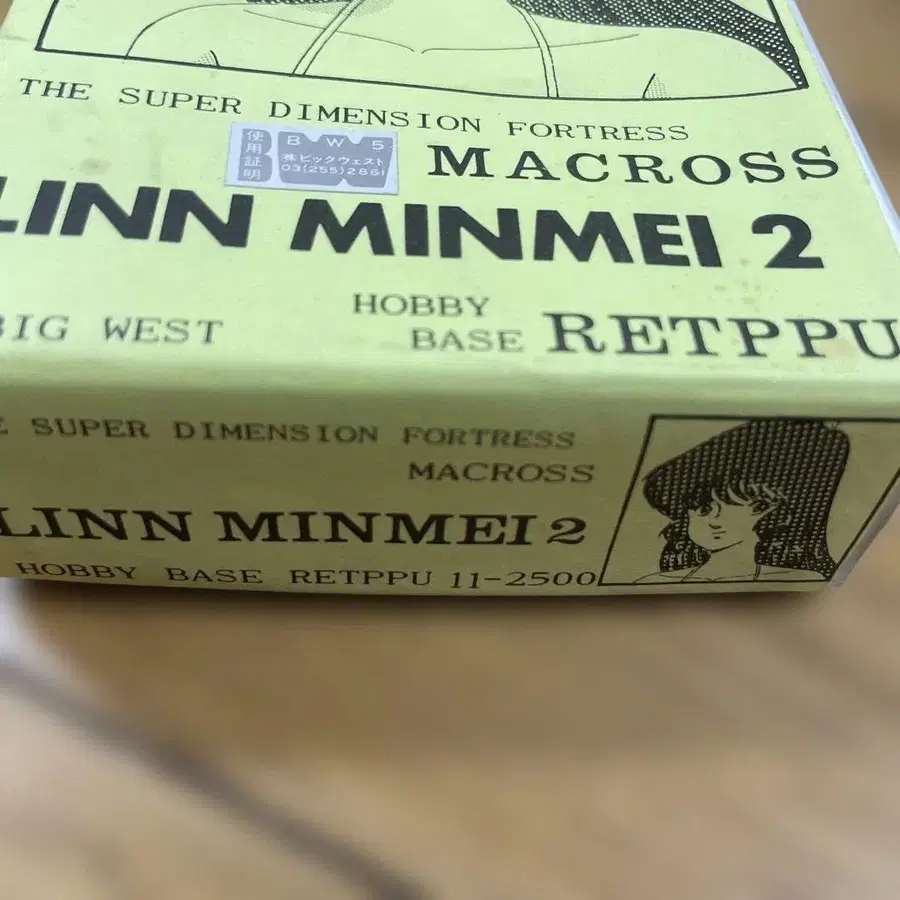 THE SUPER DIMENSION FORTRESS
使用証明
B W 5
㈱ビックウェスト
03(255)2861
MACROSS
LINN MINMEI 2
BIG WEST
HOBBY
BASE RETPPU
E SUPER DIMENSION FORTRESS
MACROSS
LINN MINMEI 2
HOBBY BASE RETPPU 11-2500